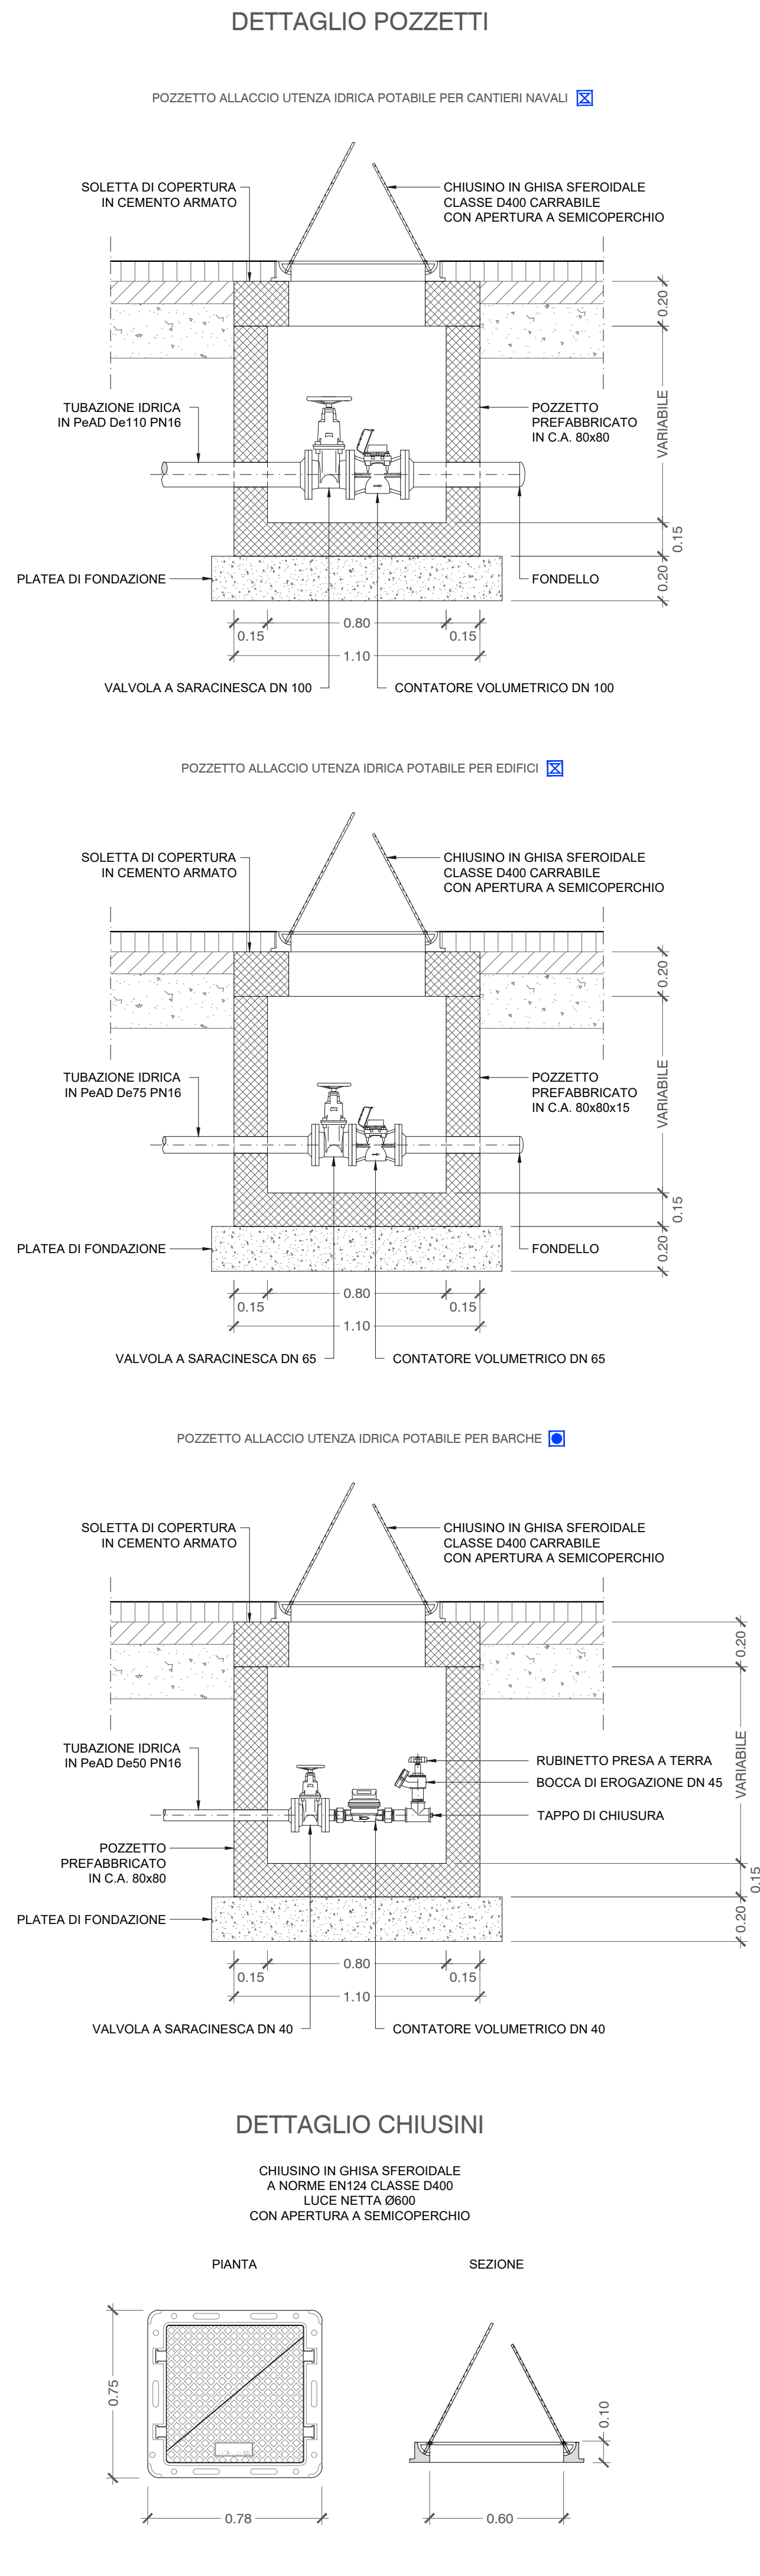 DETTAGLIO POZZETTI
POZZETTO ALLACCIO UTENZA IDRICA POTABILE PER CANTIERI NAVALI
SOLETTA DI COPERTURA
IN CEMENTO ARMATO
CHIUSINO IN GHISA SFEROIDALE
CLASSE D400 CARRABILE
CON APERTURA A SEMICOPERCHIO
0.20
TUBAZIONE IDRICA
IN PeAD De110 PN16
POZZETTO
PREFABBRICATO
IN C.A. 80x80
VARIABILE
0.15
PLATEA DI FONDAZIONE
FONDELLO
0.20
0.15
0.80
0.15
1.10
VALVOLA A SARACINESCA DN 100
CONTATORE VOLUMETRICO DN 100
POZZETTO ALLACCIO UTENZA IDRICA POTABILE PER EDIFICI
SOLETTA DI COPERTURA
IN CEMENTO ARMATO
CHIUSINO IN GHISA SFEROIDALE
CLASSE D400 CARRABILE
CON APERTURA A SEMICOPERCHIO
0.20
TUBAZIONE IDRICA
IN PeAD De75 PN16
POZZETTO
PREFABBRICATO
IN C.A. 80x80x15
VARIABILE
0.15
PLATEA DI FONDAZIONE
FONDELLO
0.20
0.15
0.80
0.15
1.10
VALVOLA A SARACINESCA DN 65
CONTATORE VOLUMETRICO DN 65
POZZETTO ALLACCIO UTENZA IDRICA POTABILE PER BARCHE
SOLETTA DI COPERTURA
IN CEMENTO ARMATO
CHIUSINO IN GHISA SFEROIDALE
CLASSE D400 CARRABILE
CON APERTURA A SEMICOPERCHIO
0.20
TUBAZIONE IDRICA
IN PeAD De50 PN16
RUBINETTO PRESA A TERRA
BOCCA DI EROGAZIONE DN 45
TAPPO DI CHIUSURA
VARIABILE
POZZETTO
PREFABBRICATO
IN C.A. 80x80
0.15
PLATEA DI FONDAZIONE
0.20
0.15
0.80
0.15
1.10
VALVOLA A SARACINESCA DN 40
CONTATORE VOLUMETRICO DN 40
DETTAGLIO CHIUSINI
CHIUSINO IN GHISA SFEROIDALE
A NORME EN124 CLASSE D400
LUCE NETTA Ø600
CON APERTURA A SEMICOPERCHIO
PIANTA
SEZIONE
0.75
0.10
0.78
0.60